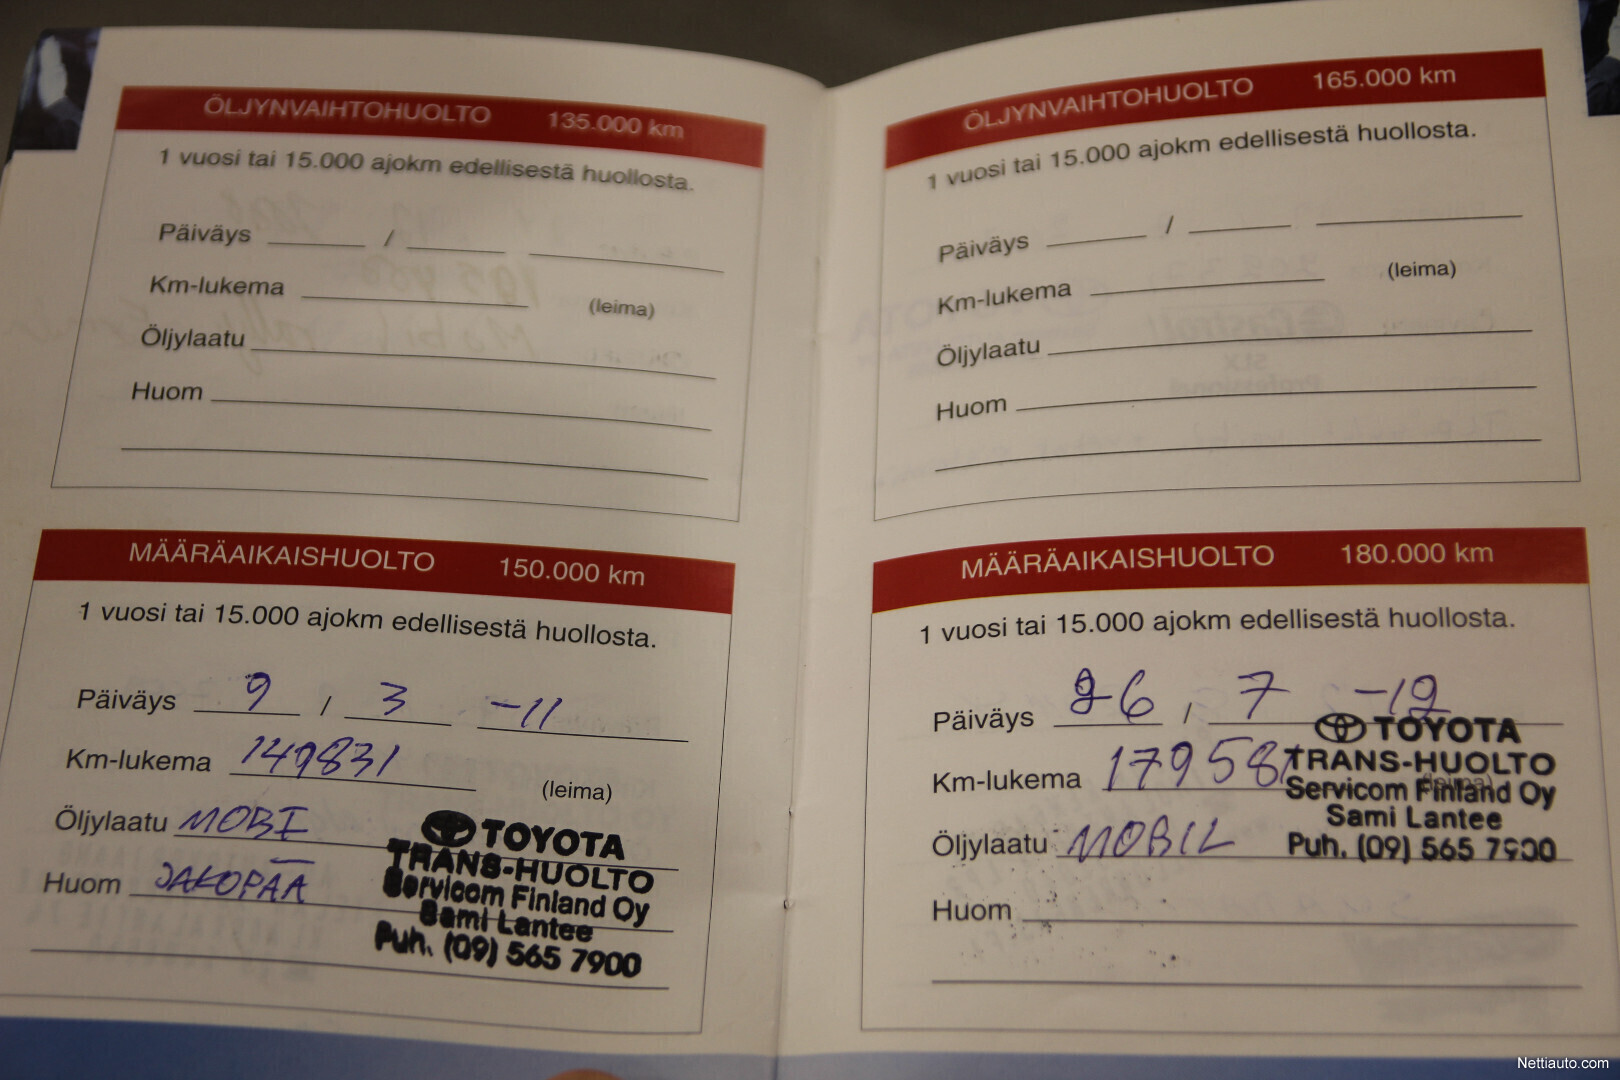 ÖLJYNVAIHTOHUOLTO 135.000 km
1 vuosi tai 15.000 ajokm edellisestä huollosta.
Päiväys /
Km-lukema (leima)
Öljylaatu
Huom
MÄÄRÄAIKAISHUOLTO 150.000 km
1 vuosi tai 15.000 ajokm edellisestä huollosta.
Päiväys 9 / 3 -11
Km-lukema 149831
(leima)
Öljylaatu MOBI
Huom JAKOPÄÄ
TOYOTA
TRANS-HUOLTO
Servicom Finland Oy
Sami Lantee
Puh. (09) 565 7900
ÖLJYNVAIHTOHUOLTO 165.000 km
1 vuosi tai 15.000 ajokm edellisestä huollosta.
Päiväys /
Km-lukema (leima)
Öljylaatu
Huom
MÄÄRÄAIKAISHUOLTO 180.000 km
1 vuosi tai 15.000 ajokm edellisestä huollosta.
Päiväys 26 / 7 -12
Km-lukema (leima)
Öljylaatu MOBIL
Huom
TOYOTA
TRANS-HUOLTO
Servicom Finland Oy
Sami Lantee
Puh. (09) 565 7900
Nettiauto.com